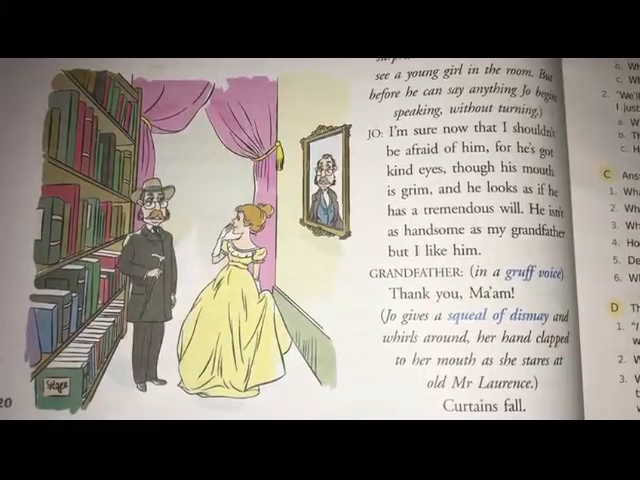 see a young girl in the room. But
before he can say anything Jo begins
speaking, without turning.)
JO: I'm sure now that I shouldn't
be afraid of him, for he's got
kind eyes, though his mouth
is grim, and he looks as if he
has a tremendous will. He isn't
as handsome as my grandfather
but I like him.
GRANDFATHER: (in a gruff voice)
Thank you, Ma'am!
(Jo gives a squeal of dismay and
whirls around, her hand clapped
to her mouth as she stares at
old Mr Laurence.)
Curtains fall.
20
b.
c.
2. "We'll
I just
a. W
b. Th
c. H
C Ans
1. Wha
2. Wh
3. Wh
4. Ho
5. De
6. W
D Th
1. "I
w
2. W
3.